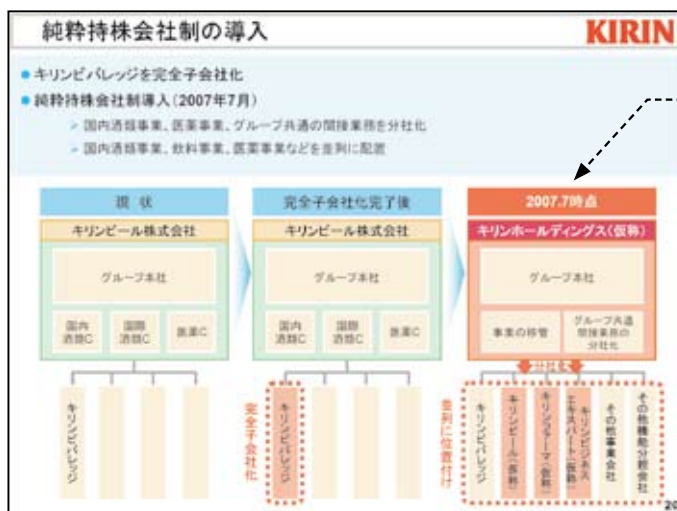 純粋持株会社制の導入
KIRIN
● キリンビバレッジを完全子会社化
● 純粋持株会社制導入(2007年7月)
➢ 国内酒類事業、医薬事業、グループ共通の間接業務を分社化
➢ 国内酒類事業、飲料事業、医薬事業などを並列に配置
現 状
キリンビール株式会社
グループ本社
国内
酒類C
国際
酒類C
医薬C
キリンビバレッジ
完全子会社化完了後
キリンビール株式会社
グループ本社
国内
酒類C
国際
酒類C
医薬C
完全子会社化
キリンビバレッジ
2007.7時点
キリンホールディングス(仮称)
グループ本社
事業の移管
グループ共通
間接業務の
分社化
分社化
並列に位置付け
キリンビバレッジ
キリンビール(仮称)
キリンファーマ(仮称)
キリンビジネス
エキスパート(仮称)
その他事業会社
その他機能分担会社
20